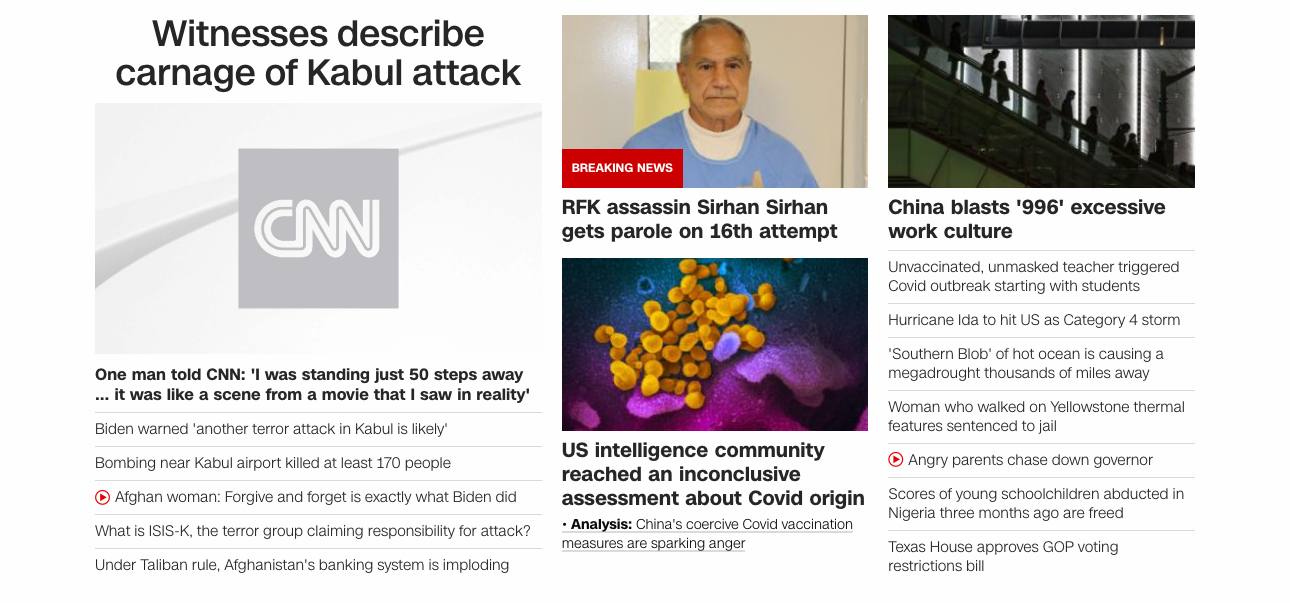 Witnesses describe
carnage of Kabul attack
CNN
One man told CNN: 'I was standing just 50 steps away
... it was like a scene from a movie that I saw in reality'
Biden warned 'another terror attack in Kabul is likely'
Bombing near Kabul airport killed at least 170 people
Afghan woman: Forgive and forget is exactly what Biden did
What is ISIS-K, the terror group claiming responsibility for attack?
Under Taliban rule, Afghanistan's banking system is imploding
BREAKING NEWS
RFK assassin Sirhan Sirhan
gets parole on 16th attempt
US intelligence community
reached an inconclusive
assessment about Covid origin
• Analysis: China's coercive Covid vaccination
measures are sparking anger
China blasts '996' excessive
work culture
Unvaccinated, unmasked teacher triggered
Covid outbreak starting with students
Hurricane Ida to hit US as Category 4 storm
'Southern Blob' of hot ocean is causing a
megadrought thousands of miles away
Woman who walked on Yellowstone thermal
features sentenced to jail
Angry parents chase down governor
Scores of young schoolchildren abducted in
Nigeria three months ago are freed
Texas House approves GOP voting
restrictions bill